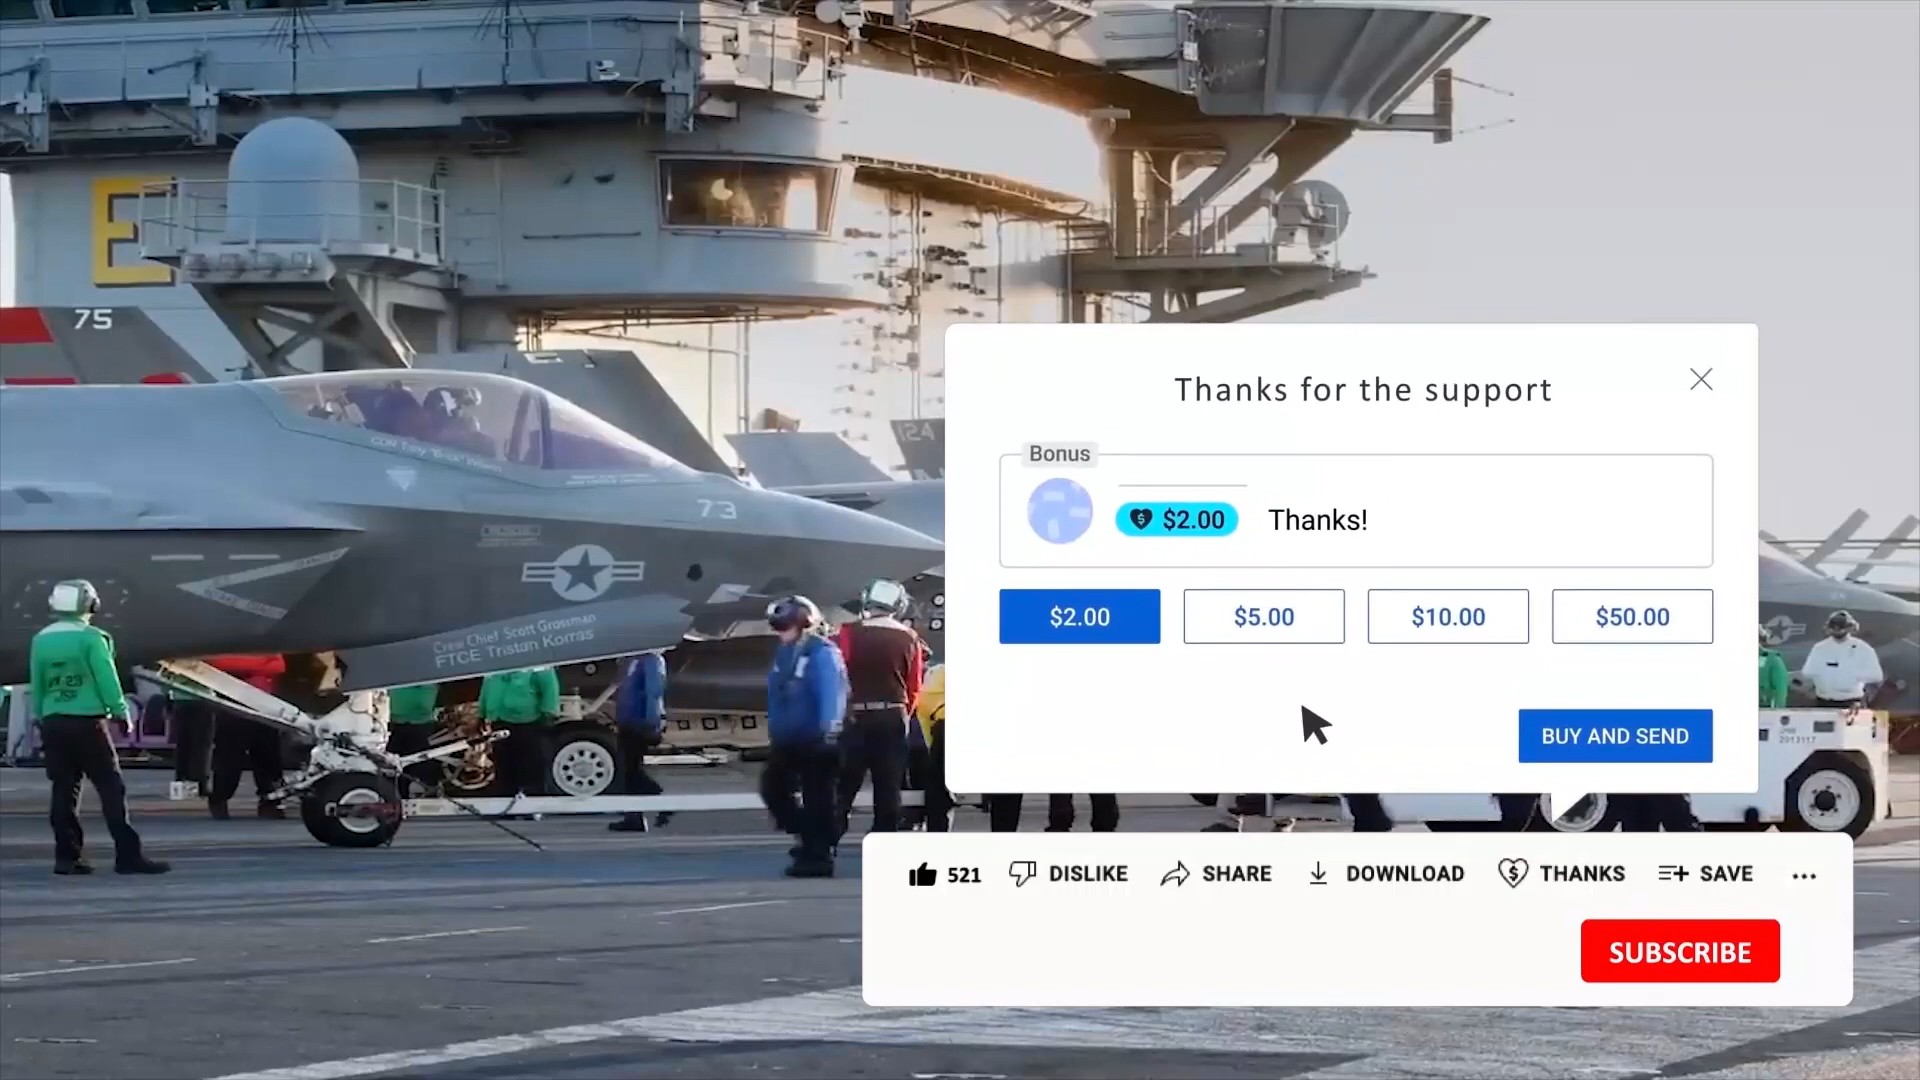 E
75
124
73
Crew Chief Scott Grossman
FTCE Tristan Korras
Thanks for the support
Bonus
$2.00 Thanks!
$2.00 $5.00 $10.00 $50.00
BUY AND SEND
521 DISLIKE SHARE DOWNLOAD THANKS SAVE
SUBSCRIBE